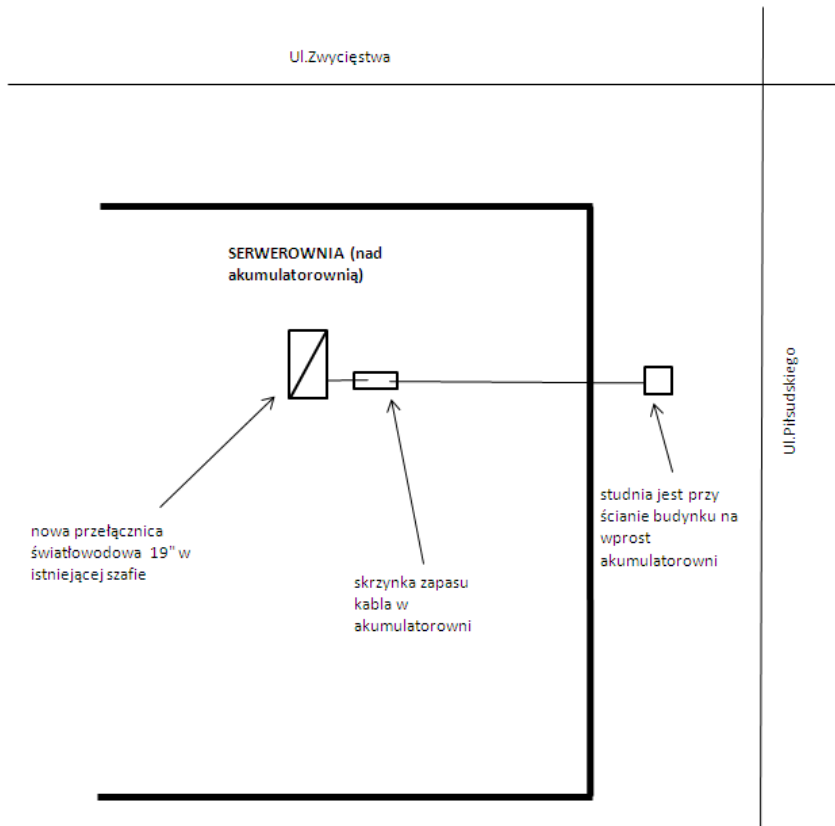 Ul.Zwycięstwa
SERWEROWNIA (nad
akumulatorownią)
Ul.Piłsudskiego
nowa przełącznica
światłowodowa 19" w
istniejącej szafie
skrzynka zapasu
kabla w
akumulatorowni
studnia jest przy
ścianie budynku na
wprost
akumulatorowni